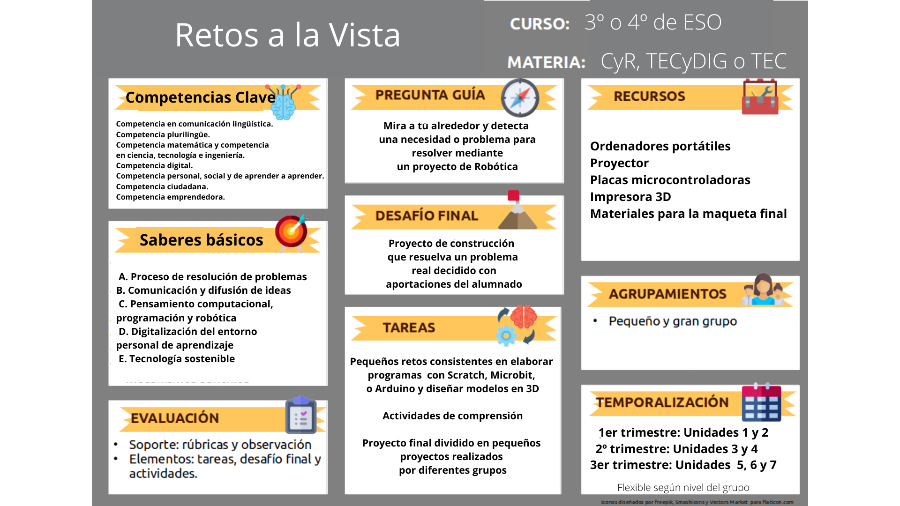 Retos a la Vista
CURSO: 3º o 4º de ESO
MATERIA: CyR, TECyDIG o TEC
Competencias Clave
Competencia en comunicación lingüística.
Competencia plurilingüe.
Competencia matemática y competencia
en ciencia, tecnología e ingeniería.
Competencia digital.
Competencia personal, social y de aprender a aprender.
Competencia ciudadana.
Competencia emprendedora.
Saberes básicos
A. Proceso de resolución de problemas
B. Comunicación y difusión de ideas
C. Pensamiento computacional,
programación y robótica
D. Digitalización del entorno
personal de aprendizaje
E. Tecnología sostenible
EVALUACIÓN
• Soporte: rúbricas y observación
• Elementos: tareas, desafío final y
actividades.
PREGUNTA GUÍA
Mira a tu alrededor y detecta
una necesidad o problema para
resolver mediante
un proyecto de Robótica
DESAFÍO FINAL
Proyecto de construcción
que resuelva un problema
real decidido con
aportaciones del alumnado
TAREAS
Pequeños retos consistentes en elaborar
programas con Scratch, Microbit,
o Arduino y diseñar modelos en 3D
Actividades de comprensión
Proyecto final dividido en pequeños
proyectos realizados
por diferentes grupos
RECURSOS
Ordenadores portátiles
Proyector
Placas microcontroladoras
Impresora 3D
Materiales para la maqueta final
AGRUPAMIENTOS
• Pequeño y gran grupo
TEMPORALIZACIÓN
1er trimestre: Unidades 1 y 2
2º trimestre: Unidades 3 y 4
3er trimestre: Unidades 5, 6 y 7
Flexible según nivel del grupo
Iconos diseñados por Freepik, Smashicons y Vectors Market para flaticon.com